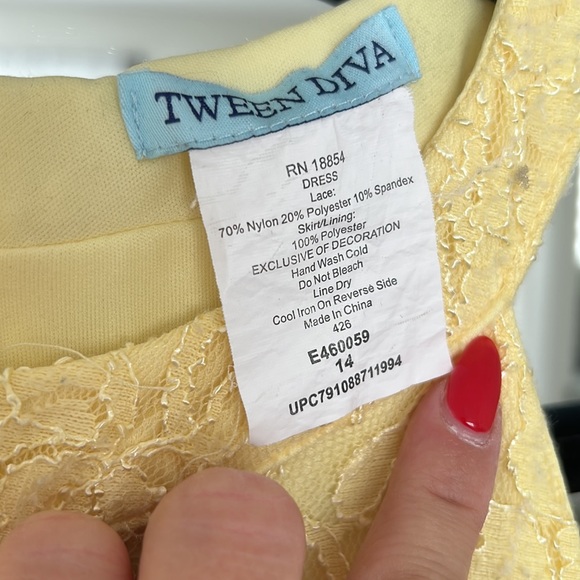 TWEEN DIVA
RN 18854
DRESS
Lace:
70% Nylon 20% Polyester 10% Spandex
Skirt/Lining:
100% Polyester
EXCLUSIVE OF DECORATION
Hand Wash Cold
Do Not Bleach
Line Dry
Cool Iron On Reverse Side
Made In China
426
E460059
14
UPC791088711994